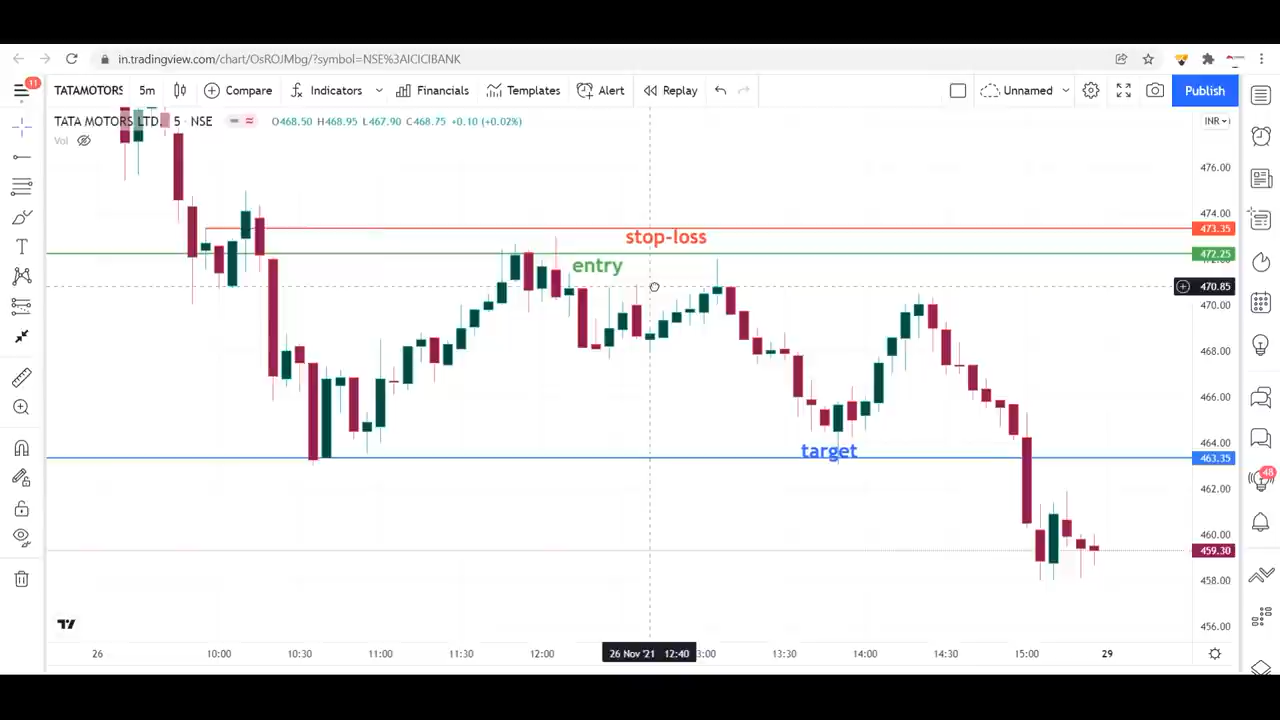 in.tradingview.com/chart/OsROJMbg/?symbol=NSE%3AICICIBANK
11
TATAMOTORS 5m Compare Indicators Financials Templates Alert Replay Unnamed Publish
TATA MOTORS LTD. 5 NSE O468.50 H468.95 L467.90 C468.75 +0.10 (+0.02%) INR
Vol
476.00
474.00
473.35
stop-loss
472.25
entry
470.85
470.00
468.00
466.00
464.00
target
463.35
462.00
460.00
459.30
458.00
456.00
48
26 10:00 10:30 11:00 11:30 12:00 26 Nov '21 12:40 3:00 13:30 14:00 14:30 15:00 29